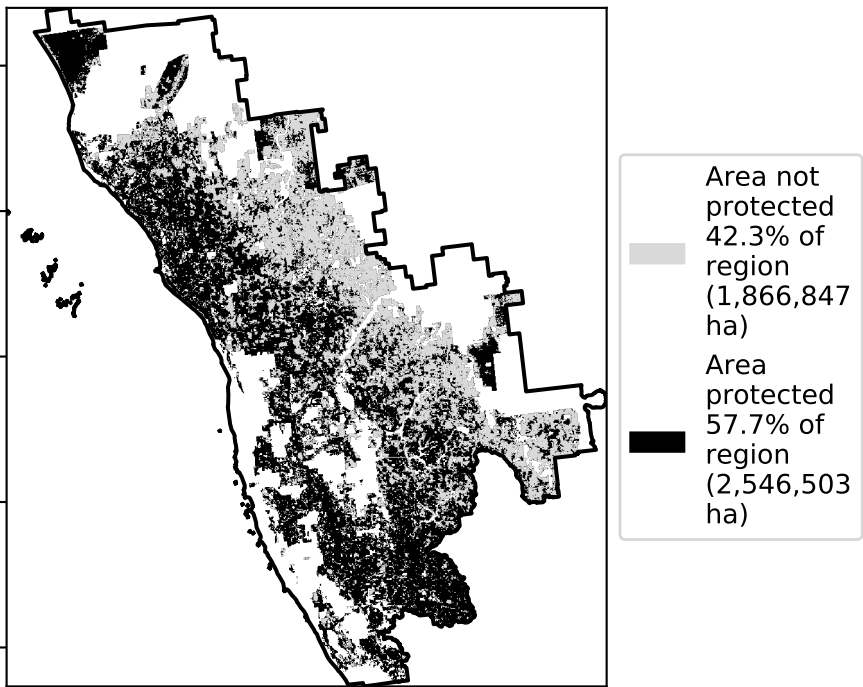 Area not
protected
42.3% of
region
(1,866,847
ha)
Area
protected
57.7% of
region
(2,546,503
ha)